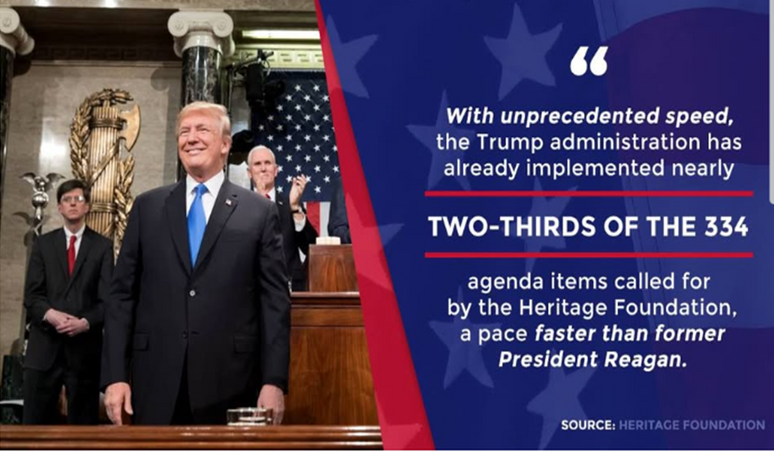 “
With unprecedented speed,
the Trump administration has
already implemented nearly
TWO-THIRDS OF THE 334
agenda items called for
by the Heritage Foundation,
a pace faster than former
President Reagan.
SOURCE: HERITAGE FOUNDATION